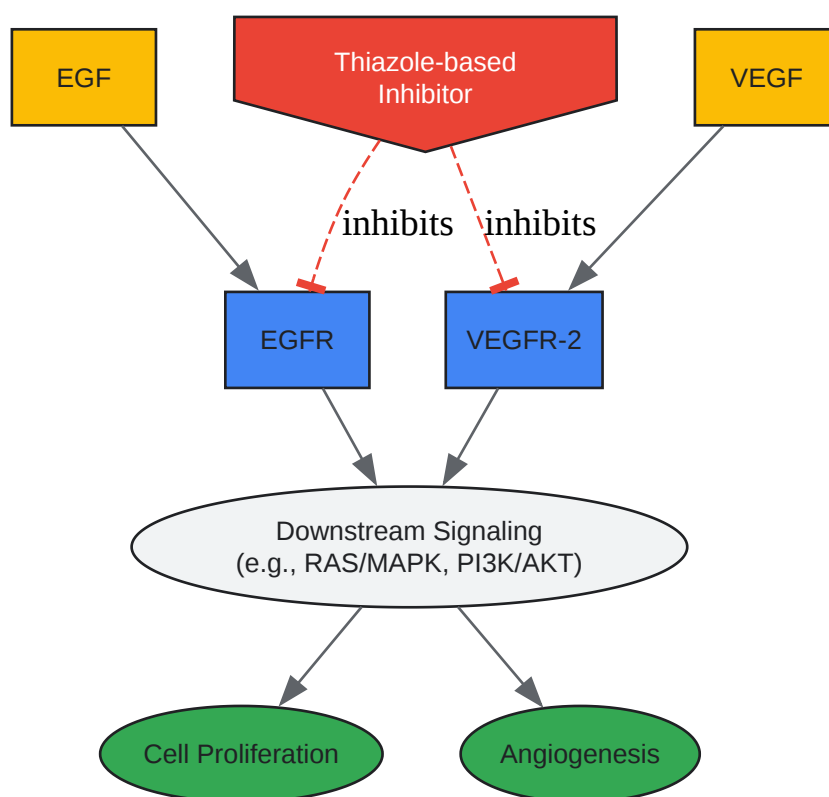 EGF
Thiazole-based
Inhibitor
VEGF
inhibits
inhibits
EGFR
VEGFR-2
Downstream Signaling
(e.g., RAS/MAPK, PI3K/AKT)
Cell Proliferation
Angiogenesis